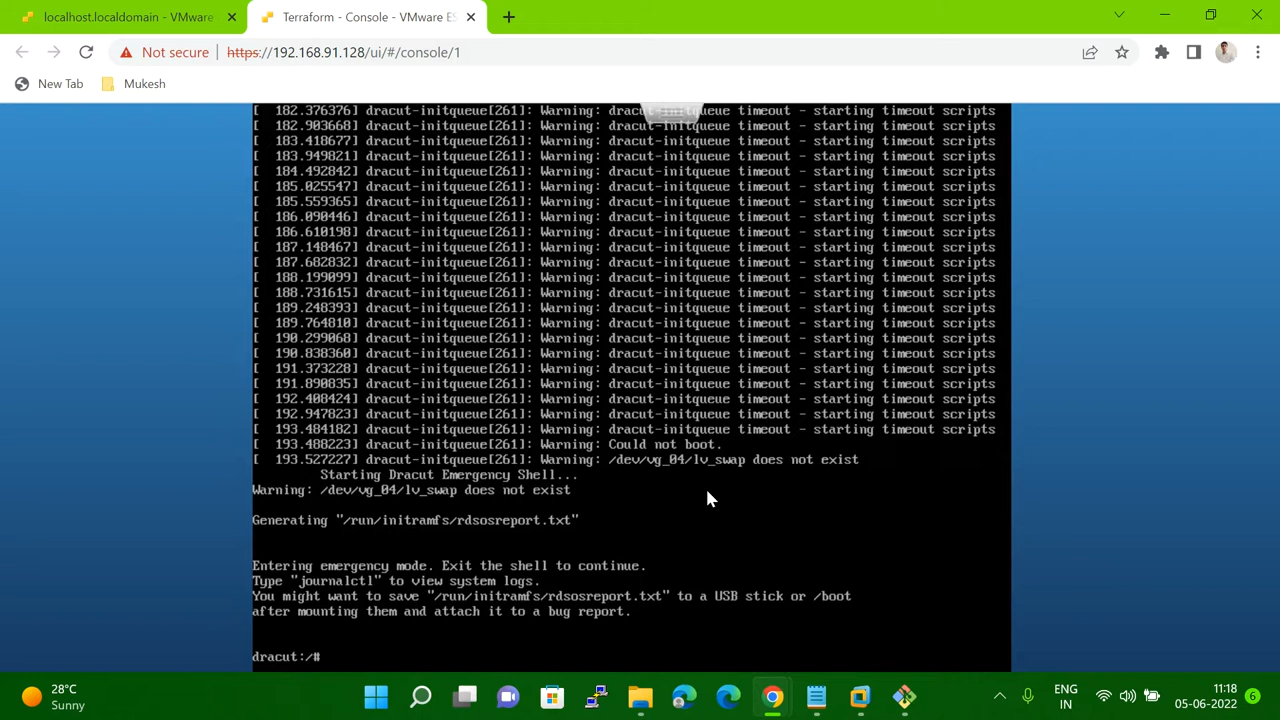 localhost.localdomain - VMware
Terraform - Console - VMware ES
Not secure https://192.168.91.128/ui/#/console/1
New Tab Mukesh
[ 182.376376] dracut-initqueue[261]: Warning: dracut-initqueue timeout - starting timeout scripts
[ 182.903668] dracut-initqueue[261]: Warning: dracut-initqueue timeout - starting timeout scripts
[ 183.418677] dracut-initqueue[261]: Warning: dracut-initqueue timeout - starting timeout scripts
[ 183.949821] dracut-initqueue[261]: Warning: dracut-initqueue timeout - starting timeout scripts
[ 184.492842] dracut-initqueue[261]: Warning: dracut-initqueue timeout - starting timeout scripts
[ 185.025547] dracut-initqueue[261]: Warning: dracut-initqueue timeout - starting timeout scripts
[ 185.559365] dracut-initqueue[261]: Warning: dracut-initqueue timeout - starting timeout scripts
[ 186.090446] dracut-initqueue[261]: Warning: dracut-initqueue timeout - starting timeout scripts
[ 186.610198] dracut-initqueue[261]: Warning: dracut-initqueue timeout - starting timeout scripts
[ 187.148467] dracut-initqueue[261]: Warning: dracut-initqueue timeout - starting timeout scripts
[ 187.682832] dracut-initqueue[261]: Warning: dracut-initqueue timeout - starting timeout scripts
[ 188.199099] dracut-initqueue[261]: Warning: dracut-initqueue timeout - starting timeout scripts
[ 188.731615] dracut-initqueue[261]: Warning: dracut-initqueue timeout - starting timeout scripts
[ 189.248393] dracut-initqueue[261]: Warning: dracut-initqueue timeout - starting timeout scripts
[ 189.764810] dracut-initqueue[261]: Warning: dracut-initqueue timeout - starting timeout scripts
[ 190.299068] dracut-initqueue[261]: Warning: dracut-initqueue timeout - starting timeout scripts
[ 190.838360] dracut-initqueue[261]: Warning: dracut-initqueue timeout - starting timeout scripts
[ 191.373228] dracut-initqueue[261]: Warning: dracut-initqueue timeout - starting timeout scripts
[ 191.890835] dracut-initqueue[261]: Warning: dracut-initqueue timeout - starting timeout scripts
[ 192.408424] dracut-initqueue[261]: Warning: dracut-initqueue timeout - starting timeout scripts
[ 192.947823] dracut-initqueue[261]: Warning: dracut-initqueue timeout - starting timeout scripts
[ 193.484182] dracut-initqueue[261]: Warning: dracut-initqueue timeout - starting timeout scripts
[ 193.488223] dracut-initqueue[261]: Warning: Could not boot.
[ 193.527227] dracut-initqueue[261]: Warning: /dev/vg_04/lv_swap does not exist
Starting Dracut Emergency Shell...
Warning: /dev/vg_04/lv_swap does not exist
Generating "/run/initramfs/rdsosreport.txt"
Entering emergency mode. Exit the shell to continue.
Type "journalctl" to view system logs.
You might want to save "/run/initramfs/rdsosreport.txt" to a USB stick or /boot
after mounting them and attach it to a bug report.
dracut:/#
28°C
Sunny
ENG
IN
11:18
05-06-2022
6